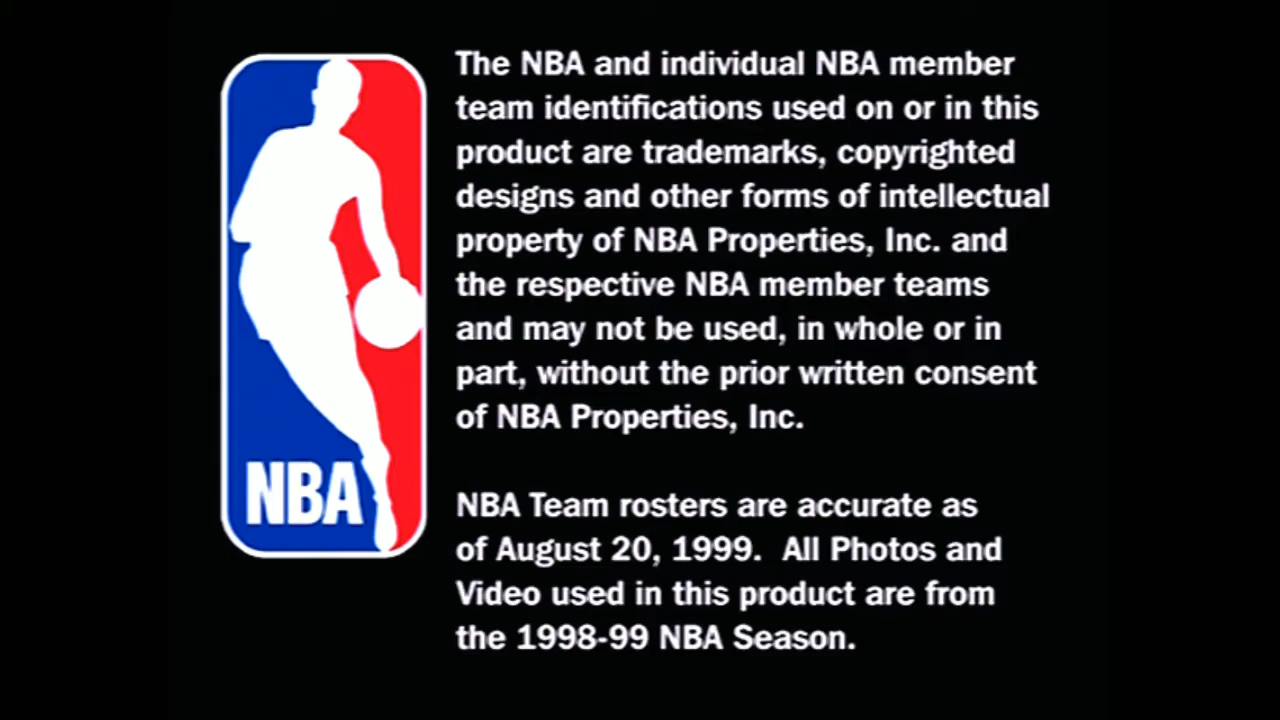 NBA
The NBA and individual NBA member
team identifications used on or in this
product are trademarks, copyrighted
designs and other forms of intellectual
property of NBA Properties, Inc. and
the respective NBA member teams
and may not be used, in whole or in
part, without the prior written consent
of NBA Properties, Inc.
NBA Team rosters are accurate as
of August 20, 1999.  All Photos and
Video used in this product are from
the 1998-99 NBA Season.